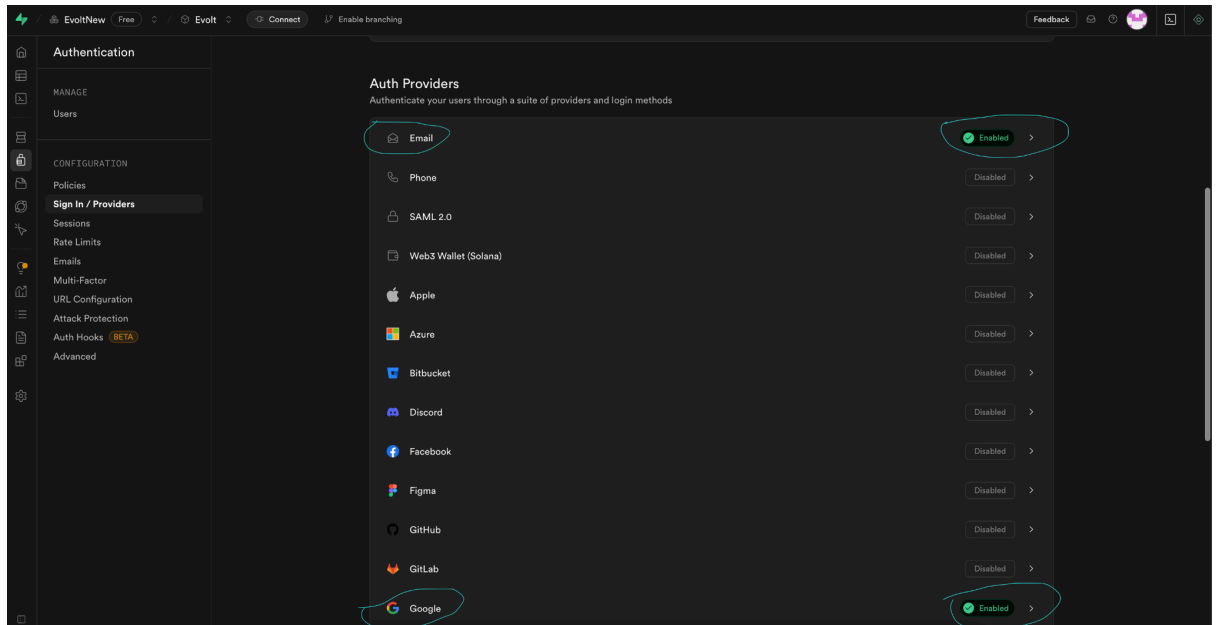 EvoltNew Free Evolt Connect Enable branching Feedback
Authentication
MANAGE
Users
CONFIGURATION
Policies
Sign In / Providers
Sessions
Rate Limits
Emails
Multi-Factor
URL Configuration
Attack Protection
Auth Hooks BETA
Advanced
Auth Providers
Authenticate your users through a suite of providers and login methods
Email Enabled
Phone Disabled
SAML 2.0 Disabled
Web3 Wallet (Solana) Disabled
Apple Disabled
Azure Disabled
Bitbucket Disabled
Discord Disabled
Facebook Disabled
Figma Disabled
GitHub Disabled
GitLab Disabled
Google Enabled